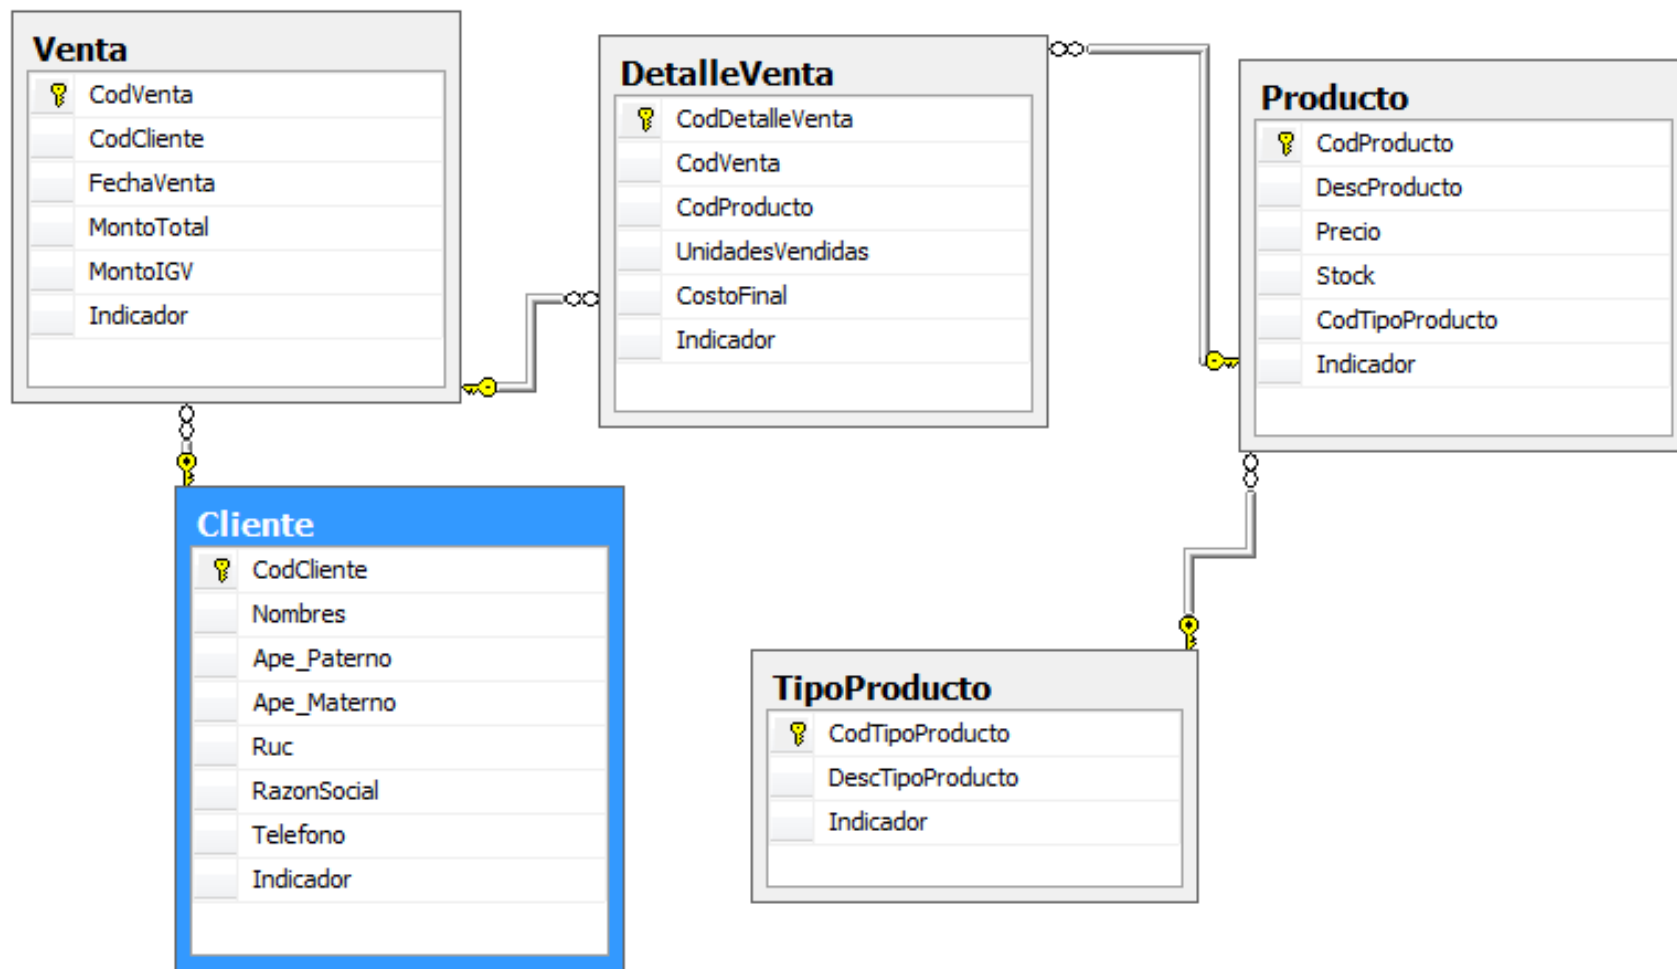 Venta
CodVenta
CodCliente
FechaVenta
MontoTotal
MontoIGV
Indicador
DetalleVenta
CodDetalleVenta
CodVenta
CodProducto
UnidadesVendidas
CostoFinal
Indicador
Producto
CodProducto
DescProducto
Precio
Stock
CodTipoProducto
Indicador
Cliente
CodCliente
Nombres
Ape_Paterno
Ape_Materno
Ruc
RazonSocial
Telefono
Indicador
TipoProducto
CodTipoProducto
DescTipoProducto
Indicador